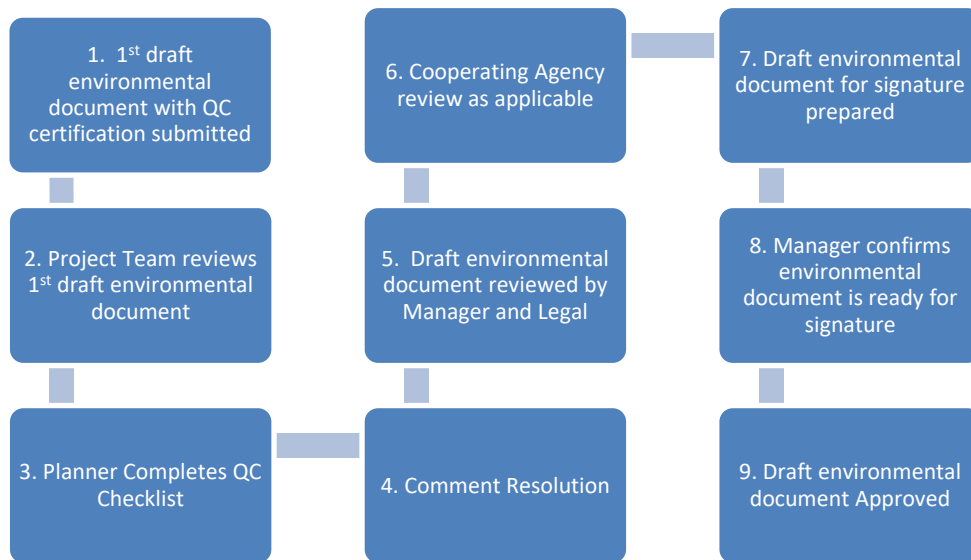 1. 1st draft
environmental
document with QC
certification submitted
2. Project Team reviews
1st draft environmental
document
3. Planner Completes QC
Checklist
4. Comment Resolution
5. Draft environmental
document reviewed by
Manager and Legal
6. Cooperating Agency
review as applicable
7. Draft environmental
document for signature
prepared
8. Manager confirms
environmental
document is ready for
signature
9. Draft environmental
document Approved